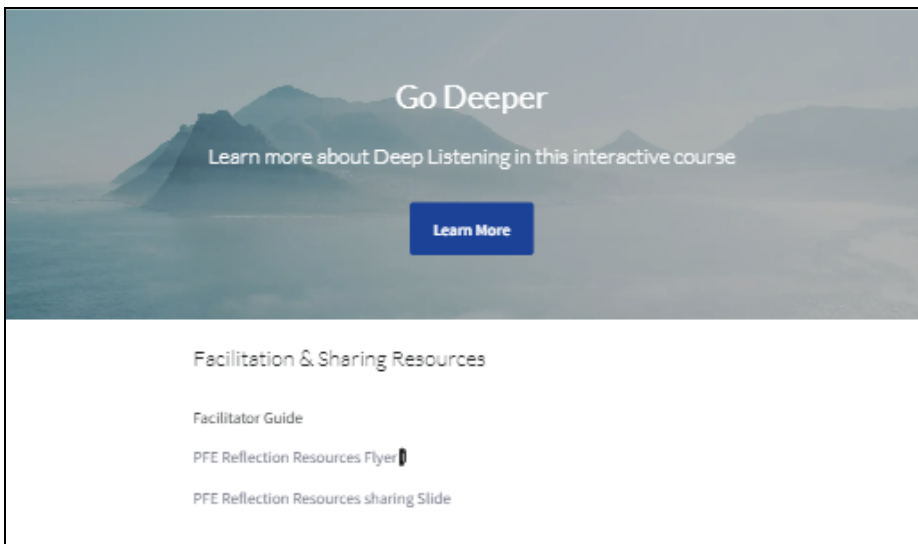 Go Deeper
Learn more about Deep Listening in this interactive course
Learn More
Facilitation & Sharing Resources
Facilitator Guide
PFE Reflection Resources Flyer
PFE Reflection Resources sharing Slide